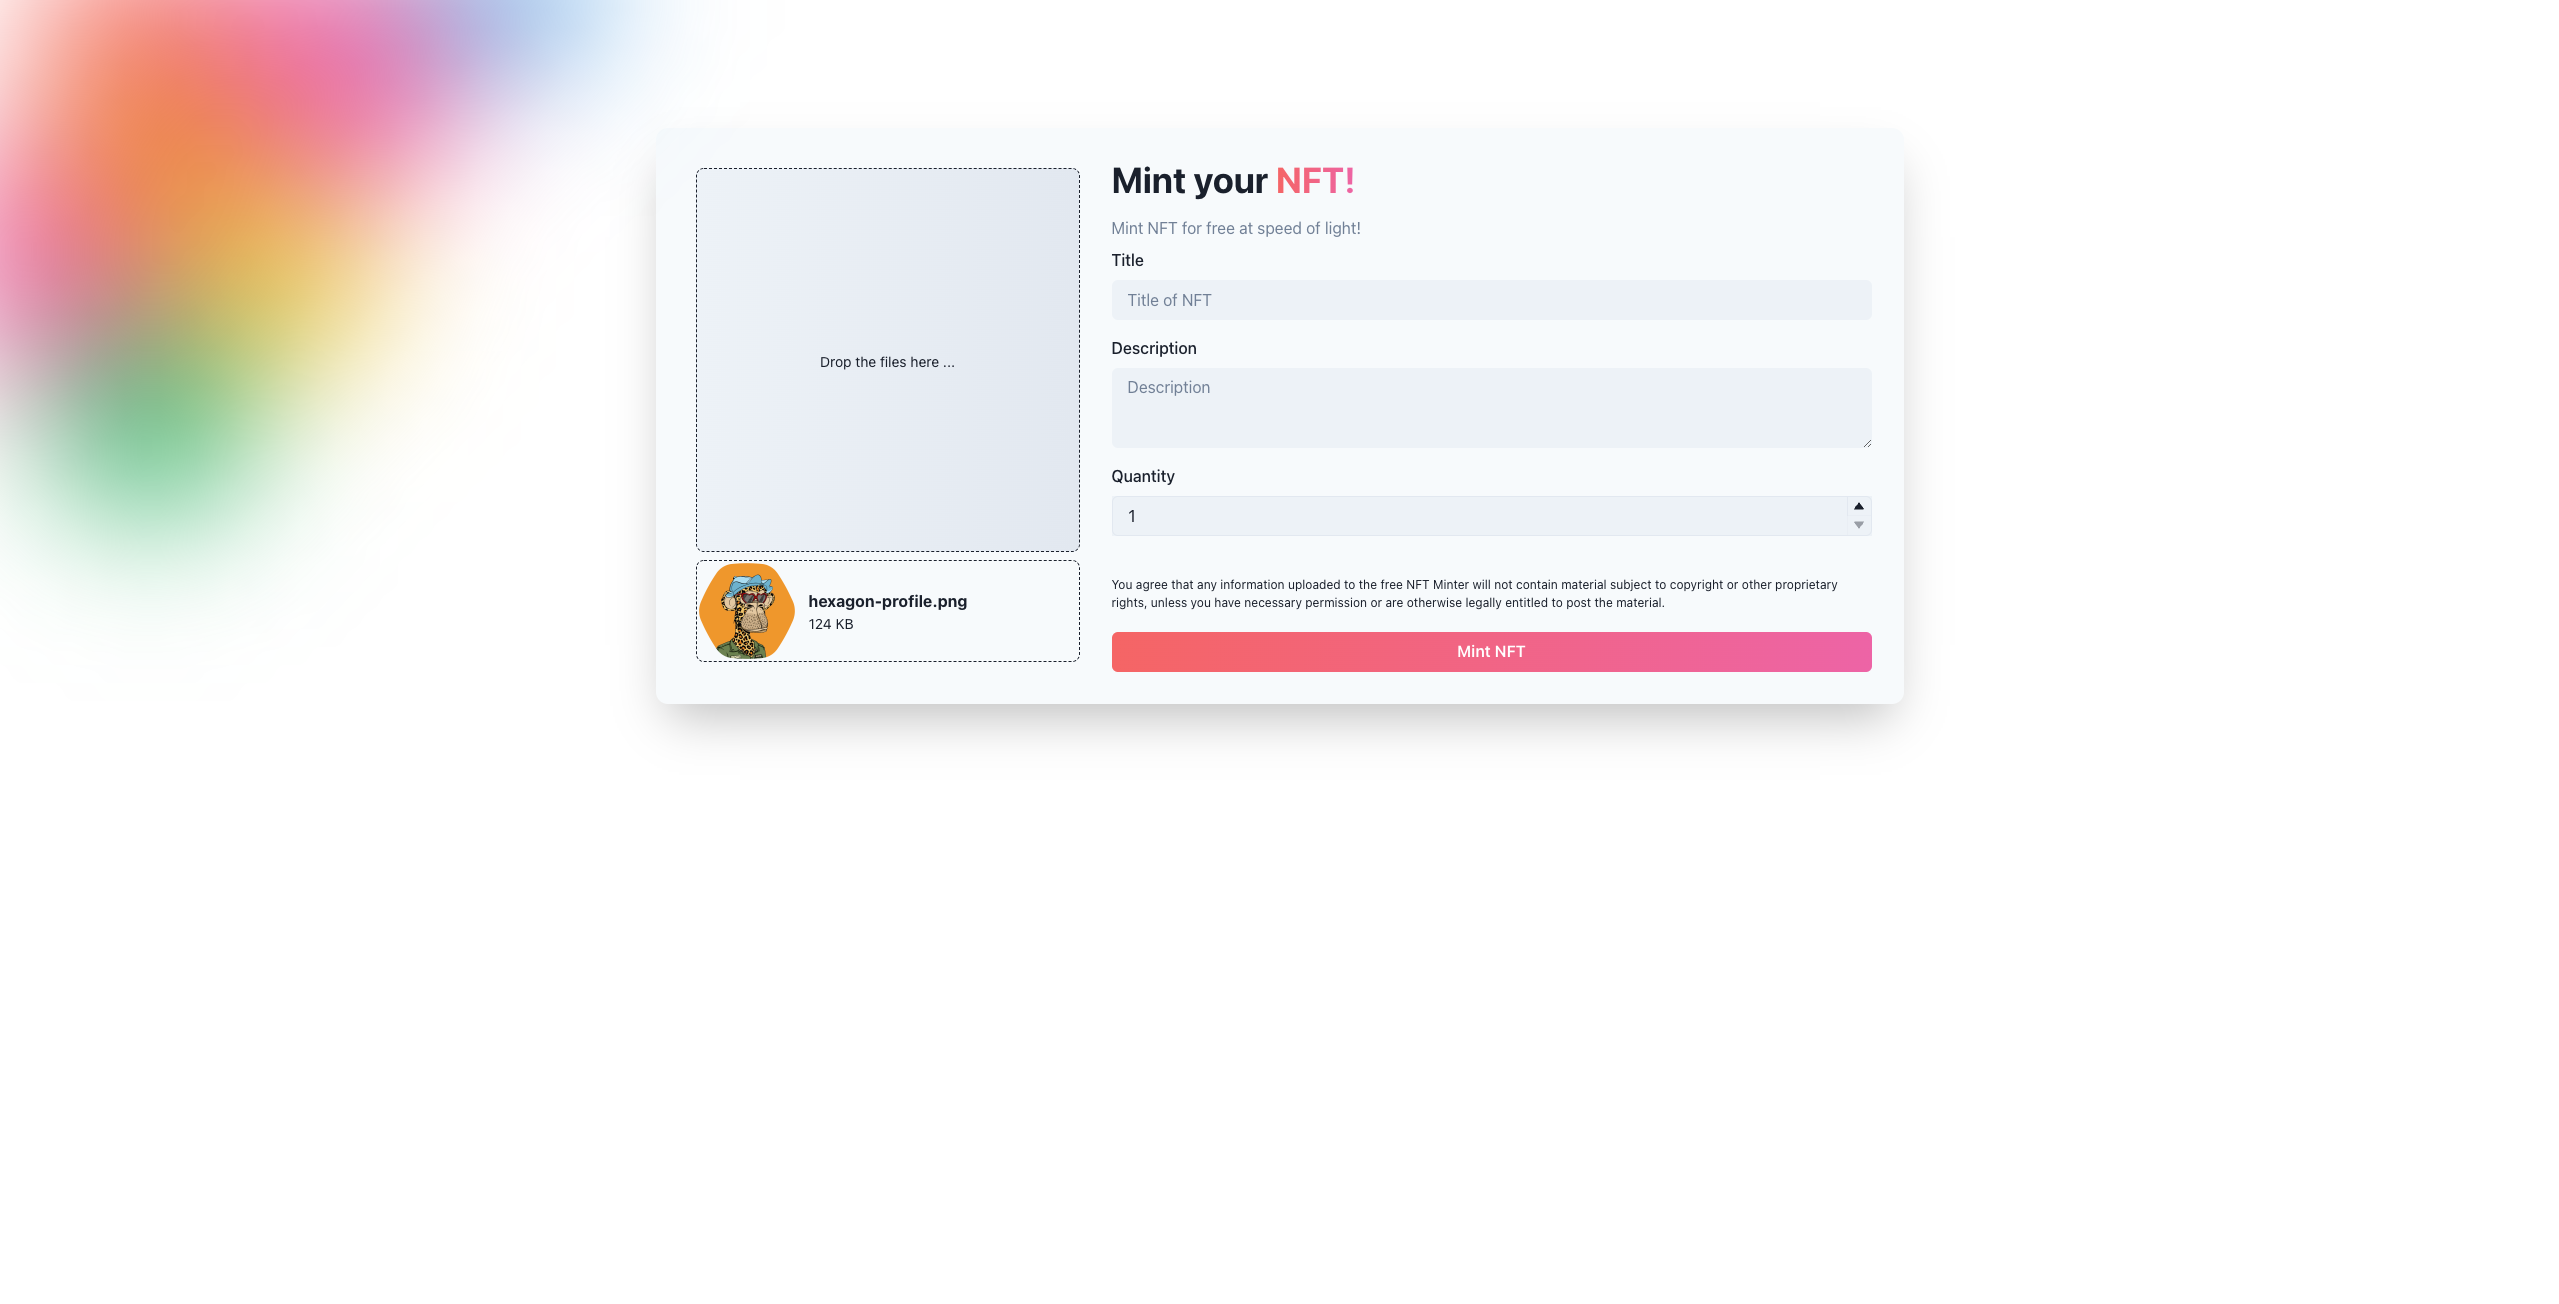 Drop the files here ...
hexagon-profile.png
124 KB
Mint your NFT!
Mint NFT for free at speed of light!
Title
Title of NFT
Description
Description
Quantity
1
You agree that any information uploaded to the free NFT Minter will not contain material subject to copyright or other proprietary
rights, unless you have necessary permission or are otherwise legally entitled to post the material.
Mint NFT